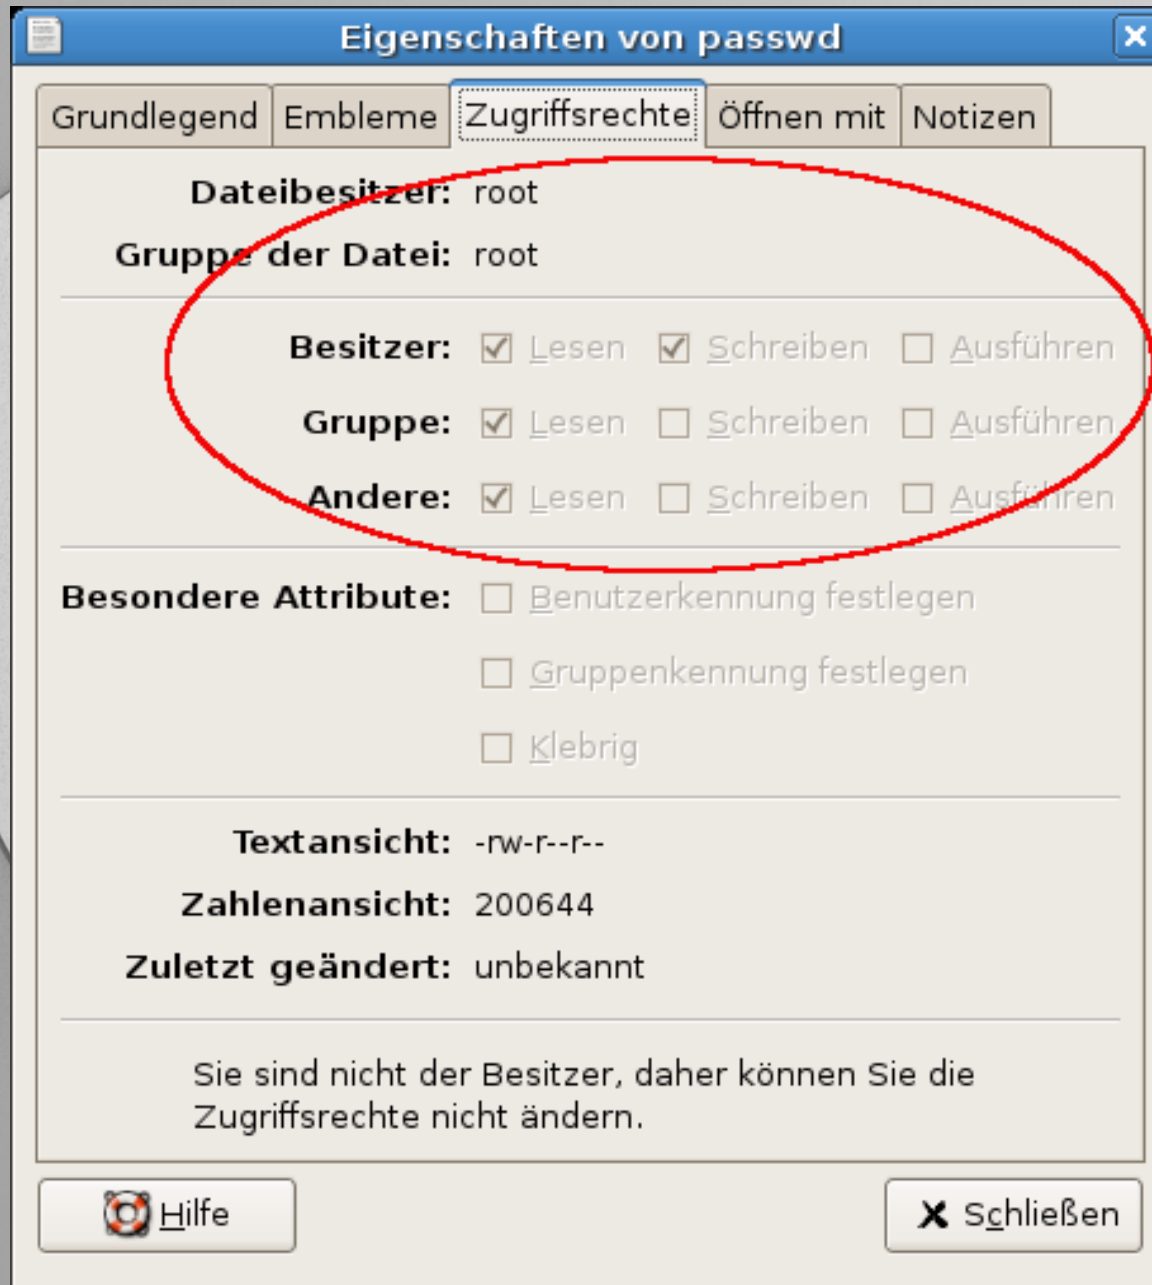 Eigenschaften von passwd
Grundlegend Embleme Zugriffsrechte Öffnen mit Notizen
Dateibesitzer: root
Gruppe der Datei: root
Besitzer: Lesen Schreiben Ausführen
Gruppe: Lesen Schreiben Ausführen
Andere: Lesen Schreiben Ausführen
Besondere Attribute: Benutzerkennung festlegen
Gruppenkennung festlegen
Klebrig
Textansicht: -rw-r--r--
Zahlenansicht: 200644
Zuletzt geändert: unbekannt
Sie sind nicht der Besitzer, daher können Sie die
Zugriffsrechte nicht ändern.
Hilfe Schließen